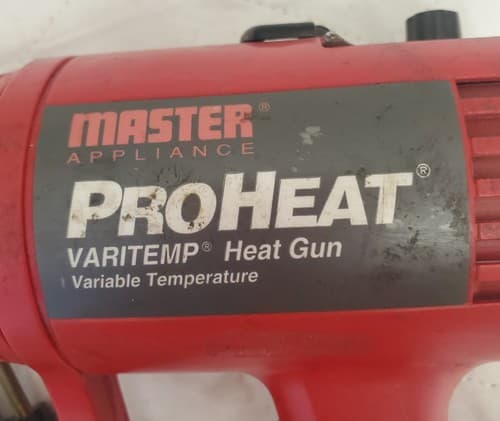 MASTER®
APPLIANCE
PROHEAT®
VARITEMP® Heat Gun
Variable Temperature